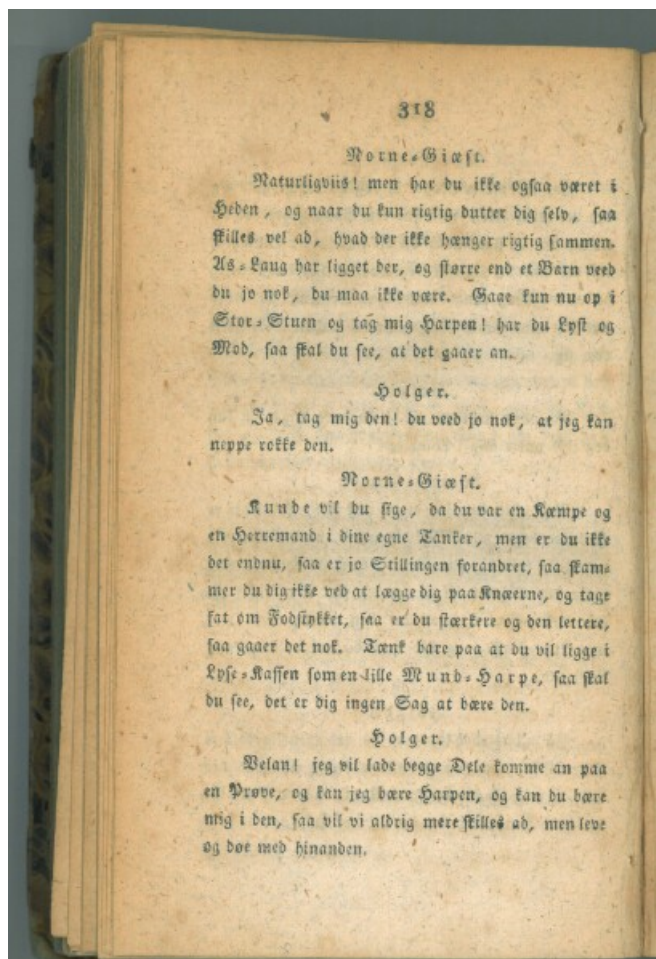 318
Norne-Giæst.
Naturligviis! men har du ikke ogsaa været i
Heden, og naar du kun rigtig dutter dig selv, saa
skilles vel ad, hvad der ikke hænger rigtig sammen.
As-Laug har ligget der, og større end et Barn veed
du jo nok, du maa ikke være. Gaae kun nu op i
Stor-Stuen og tag mig Harpen! har du Lyst og
Mod, saa skal du see, at det gaaer an.
Holger.
Ja, tag mig den! du veed jo nok, at jeg kan
neppe rokke den.
Norne-Giæst.
Kunde vil du sige, da du var en Kæmpe og
en Herremand i dine egne Tanker, men er du ikke
det endnu, saa er jo Stillingen forandret, saa skam-
mer du dig ikke ved at lægge dig paa Knæerne, og tage
fat om Fodstykket, saa er du stærkere og den lettere,
saa gaaer det nok. Tænk bare paa at du vil ligge i
Lyse-Kassen som en lille Mund-Harpe, saa skal
du see, det er dig ingen Sag at bære den.
Holger.
Velan! jeg vil lade begge Dele komme an paa
en Prøve, og kan jeg bære Harpen, og kan du bære
mig i den, saa vil vi aldrig mere skilles ad, men leve
og døe med hinanden.